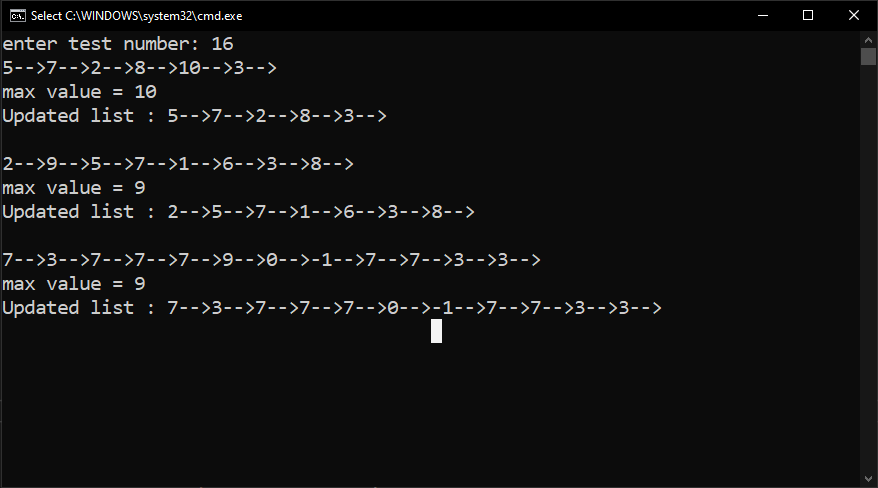 Select C:\WINDOWS\system32\cmd.exe
enter test number: 16
5-->7-->2-->8-->10-->3-->
max value = 10
Updated list : 5-->7-->2-->8-->3-->
2-->9-->5-->7-->1-->6-->3-->8-->
max value = 9
Updated list : 2-->5-->7-->1-->6-->3-->8-->
7-->3-->7-->7-->7-->9-->0-->-1-->7-->7-->3-->3-->
max value = 9
Updated list : 7-->3-->7-->7-->7-->0-->-1-->7-->7-->3-->3-->